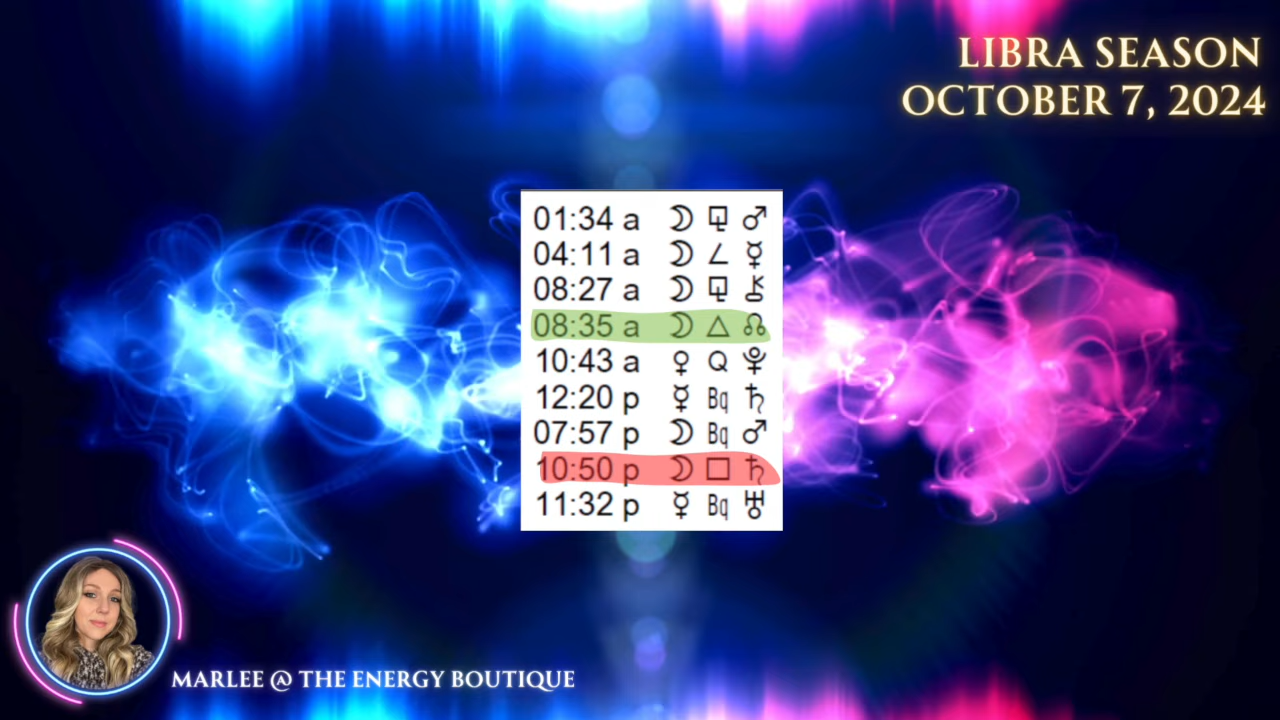 LIBRA SEASON
OCTOBER 7, 2024
01:34 a ☽ ⚼ ♂
04:11 a ☽ ∠ ☿
08:27 a ☽ ⚼ ⚷
08:35 a ☽ △ ☊
10:43 a ♀ Q ♇
12:20 p ☿ Bq ♄
07:57 p ☽ Bq ♂
10:50 p ☽ □ ♄
11:32 p ☿ Bq ♅
MARLEE @ THE ENERGY BOUTIQUE